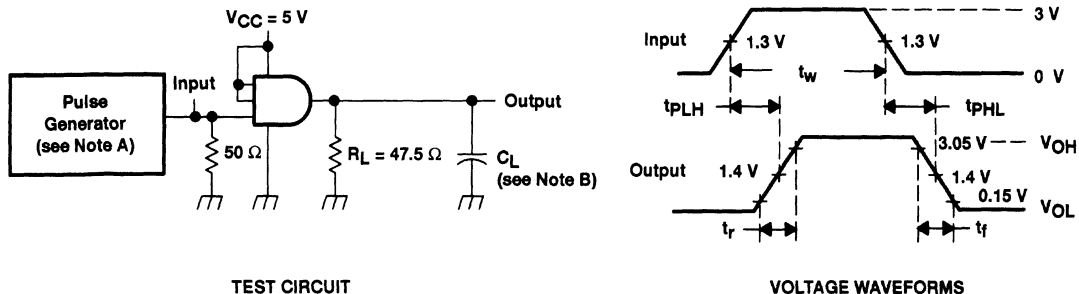 VCC = 5 V
Input
Pulse
Generator
(see Note A)
50 Ω
RL = 47.5 Ω
CL
(see Note B)
Output
TEST CIRCUIT
Input
1.3 V
1.3 V
3 V
0 V
tw
tPLH
tPHL
Output
1.4 V
3.05 V
VOH
1.4 V
0.15 V
VOL
tr
tf
VOLTAGE WAVEFORMS